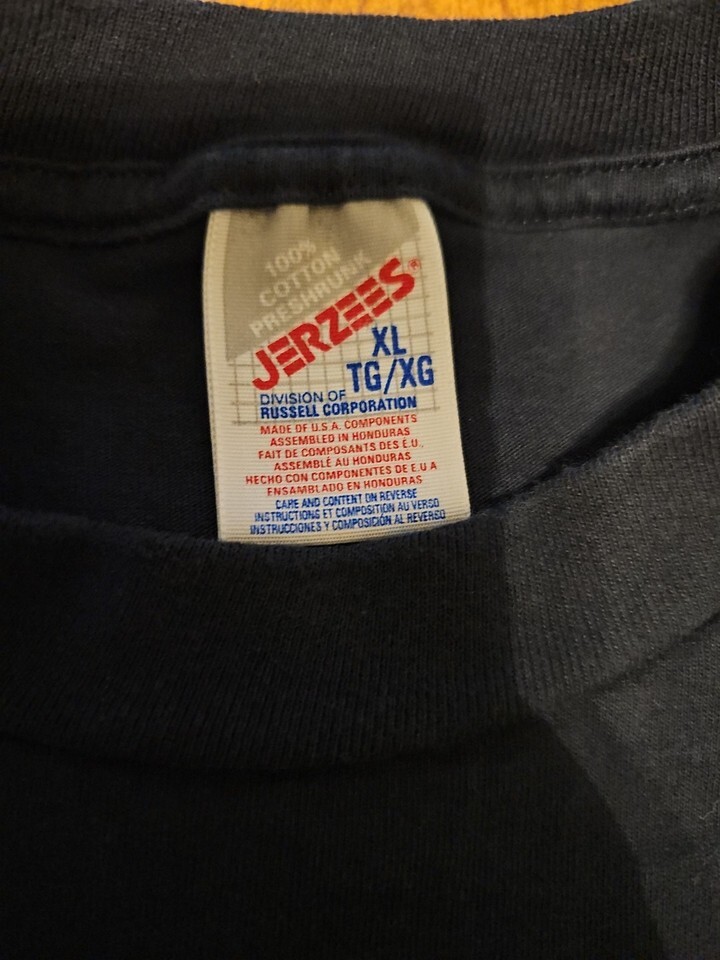 100%
COTTON
PRESHRUNK
JERZEES®
XL
TG/XG
DIVISION OF
RUSSELL CORPORATION
MADE OF U.S.A. COMPONENTS
ASSEMBLED IN HONDURAS
FAIT DE COMPOSANTS DES É.U.,
ASSEMBLÉ AU HONDURAS
HECHO CON COMPONENTES DE E.U.A
ENSAMBLADO EN HONDURAS
CARE AND CONTENT ON REVERSE
INSTRUCTIONS ET COMPOSITION AU VERSO
INSTRUCCIONES Y COMPOSICIÓN AL REVERSO